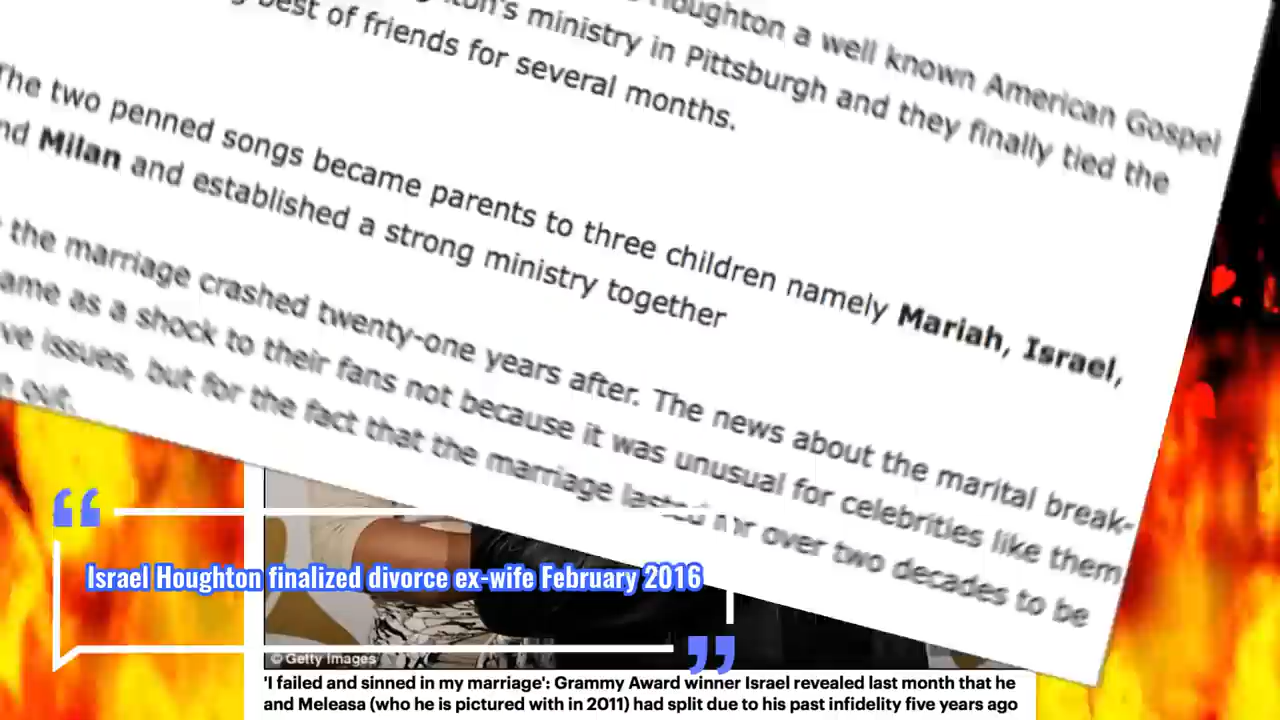 Houghton a well known American Gospel
ministry in Pittsburgh and they finally tied the
best of friends for several months.
The two penned songs became parents to three children namely Mariah, Israel,
and Milan and established a strong ministry together
the marriage crashed twenty-one years after. The news about the marital break-
came as a shock to their fans not because it was unusual for celebrities like them
issues, but for the fact that the marriage lasted for over two decades to be
out.
“
Israel Houghton finalized divorce ex-wife February 2016
”
© Getty Images
'I failed and sinned in my marriage': Grammy Award winner Israel revealed last month that he
and Meleasa (who he is pictured with in 2011) had split due to his past infidelity five years ago